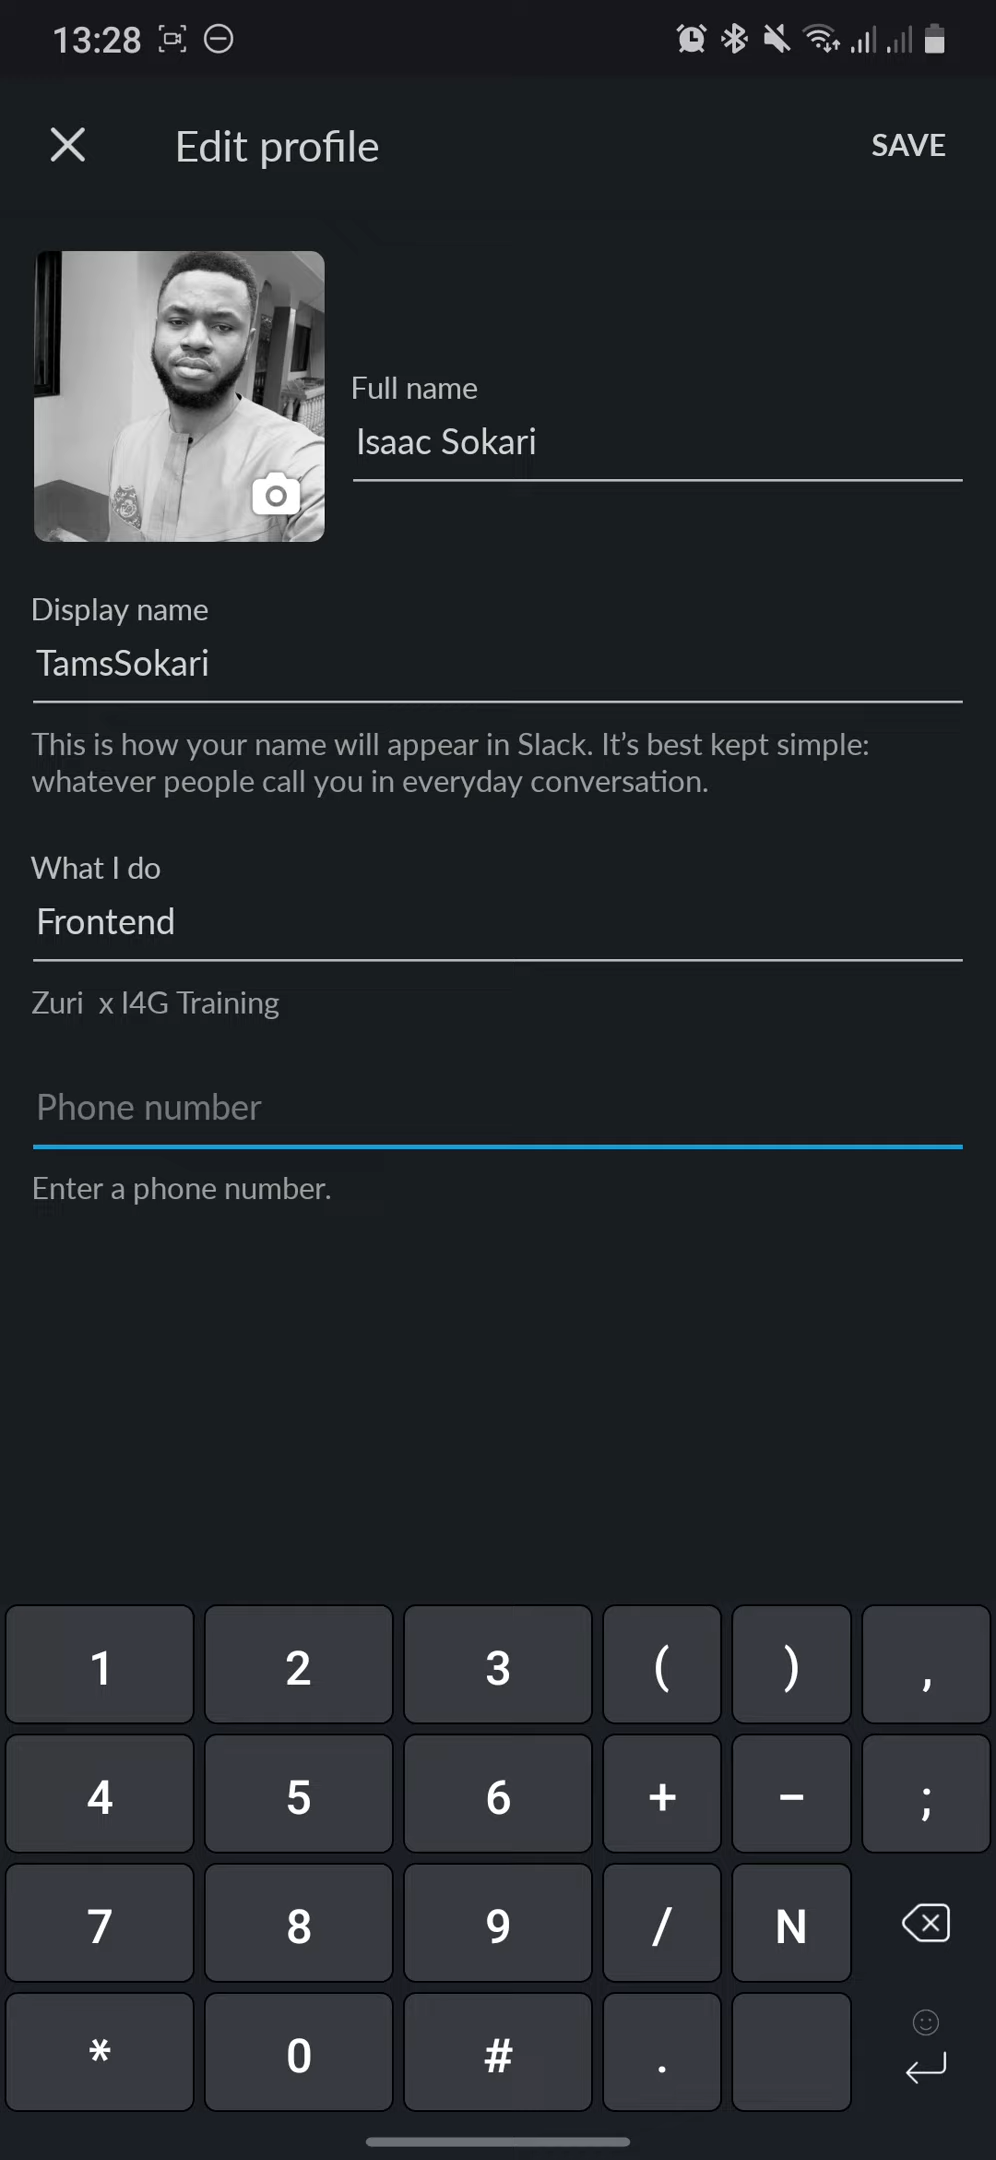 13:28
Edit profile
SAVE
Full name
Isaac Sokari
Display name
TamsSokari
This is how your name will appear in Slack. It’s best kept simple:
whatever people call you in everyday conversation.
What I do
Frontend
Zuri  x I4G Training
Phone number
Enter a phone number.
1 2 3 ( ) ,
4 5 6 + - ;
7 8 9 / N
* 0 # .